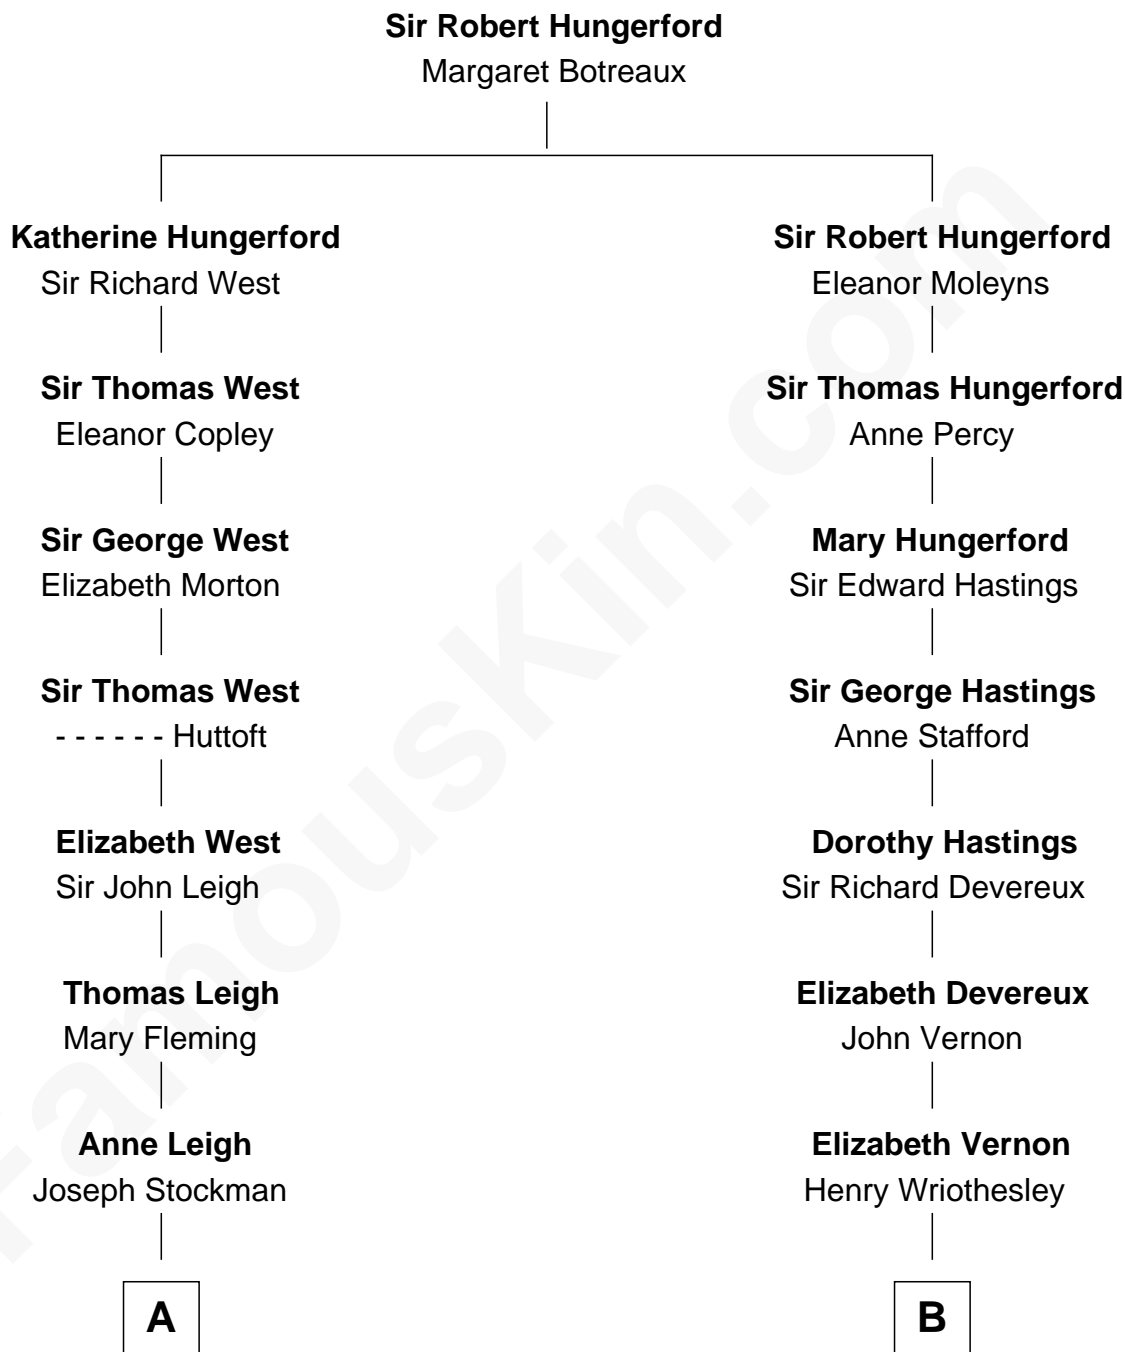 Sir Robert Hungerford
Margaret Botreaux
Katherine Hungerford
Sir Richard West
Sir Robert Hungerford
Eleanor Moleyns
Sir Thomas West
Eleanor Copley
Sir Thomas Hungerford
Anne Percy
Sir George West
Elizabeth Morton
Mary Hungerford
Sir Edward Hastings
Sir Thomas West
- - - - - - Huttoft
Sir George Hastings
Anne Stafford
Elizabeth West
Sir John Leigh
Dorothy Hastings
Sir Richard Devereux
Thomas Leigh
Mary Fleming
Elizabeth Devereux
John Vernon
Anne Leigh
Joseph Stockman
Elizabeth Vernon
Henry Wriothesley
A
B
FamousKin.com